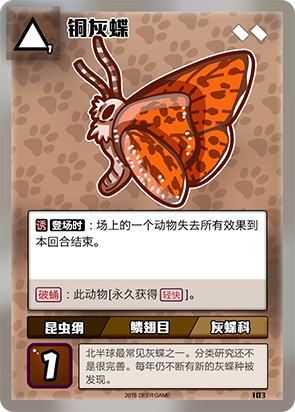 铜灰蝶
1
诱 登场时：场上的一个动物失去所有效果到
本回合结束。
破蛹：此动物[永久获得 轻快]。
昆虫纲 鳞翅目 灰蝶科
1
北半球最常见灰蝶之一。分类研究还不
是很完善。每年仍不断有新的灰蝶种被
发现。
2015 DEER GAME
103